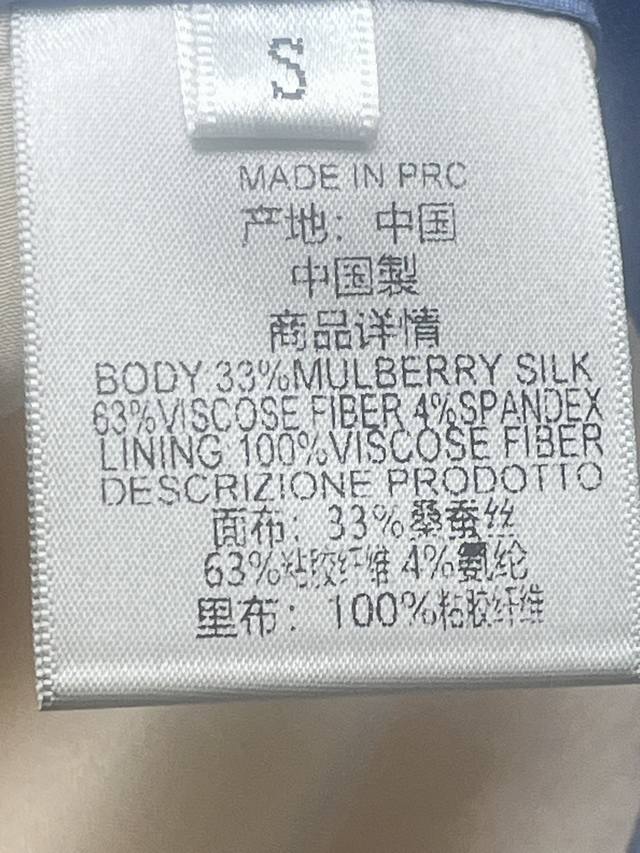 S
MADE IN PRC
产地：中国
中国製
商品详情
BODY 33%MULBERRY SILK
63%VISCOSE FIBER 4%SPANDEX
LINING 100%VISCOSE FIBER
DESCRIZIONE PRODOTTO
面布：33%桑蚕丝
63%粘胶纤维 4%氨纶
里布：100%粘胶纤维